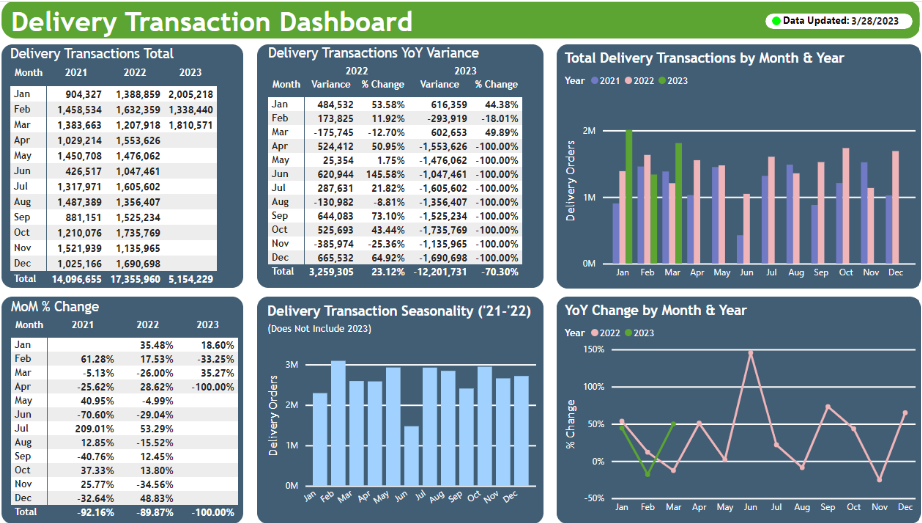 Delivery Transaction Dashboard
Data Updated: 3/28/2023
Delivery Transactions Total
Month 2021 2022 2023
Jan 904,327 1,388,859 2,005,218
Feb 1,458,534 1,632,359 1,338,440
Mar 1,383,663 1,207,918 1,810,571
Apr 1,029,214 1,553,626
May 1,450,708 1,476,062
Jun 426,517 1,047,461
Jul 1,317,971 1,605,602
Aug 1,487,389 1,356,407
Sep 881,151 1,525,234
Oct 1,210,076 1,735,769
Nov 1,521,939 1,135,965
Dec 1,025,166 1,690,698
Total 14,096,655 17,355,960 5,154,229
Delivery Transactions YoY Variance
2022 2023
Month Variance % Change Variance % Change
Jan 484,532 53.58% 616,359 44.38%
Feb 173,825 11.92% -293,919 -18.01%
Mar -175,745 -12.70% 602,653 49.89%
Apr 524,412 50.95% -1,553,626 -100.00%
May 25,354 1.75% -1,476,062 -100.00%
Jun 620,944 145.58% -1,047,461 -100.00%
Jul 287,631 21.82% -1,605,602 -100.00%
Aug -130,982 -8.81% -1,356,407 -100.00%
Sep 644,083 73.10% -1,525,234 -100.00%
Oct 525,693 43.44% -1,735,769 -100.00%
Nov -385,974 -25.36% -1,135,965 -100.00%
Dec 665,532 64.92% -1,690,698 -100.00%
Total 3,259,305 23.12% -12,201,731 -70.30%
Total Delivery Transactions by Month & Year
Year 2021 2022 2023
Delivery Orders
2M
1M
0M
Jan Feb Mar Apr May Jun Jul Aug Sep Oct Nov Dec
MoM % Change
Month 2021 2022 2023
Jan 35.48% 18.60%
Feb 61.28% 17.53% -33.25%
Mar -5.13% -26.00% 35.27%
Apr -25.62% 28.62% -100.00%
May 40.95% -4.99%
Jun -70.60% -29.04%
Jul 209.01% 53.29%
Aug 12.85% -15.52%
Sep -40.76% 12.45%
Oct 37.33% 13.80%
Nov 25.77% -34.56%
Dec -32.64% 48.83%
Total -92.16% -89.87% -100.00%
Delivery Transaction Seasonality ('21-'22)
(Does Not Include 2023)
Delivery Orders
3M
2M
1M
0M
Jan Feb Mar Apr May Jun Jul Aug Sep Oct Nov Dec
YoY Change by Month & Year
Year 2022 2023
% Change
150%
100%
50%
0%
-50%
Jan Feb Mar Apr May Jun Jul Aug Sep Oct Nov Dec